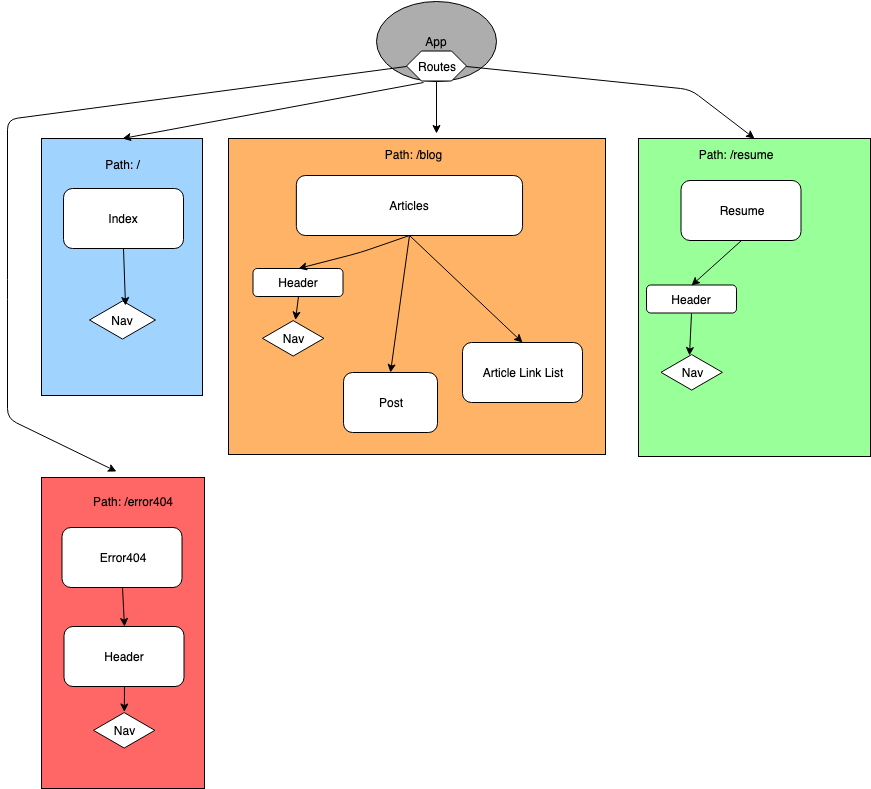 App
Routes
Path: /
Index
Nav
Path: /blog
Articles
Header
Nav
Post
Article Link List
Path: /resume
Resume
Header
Nav
Path: /error404
Error404
Header
Nav